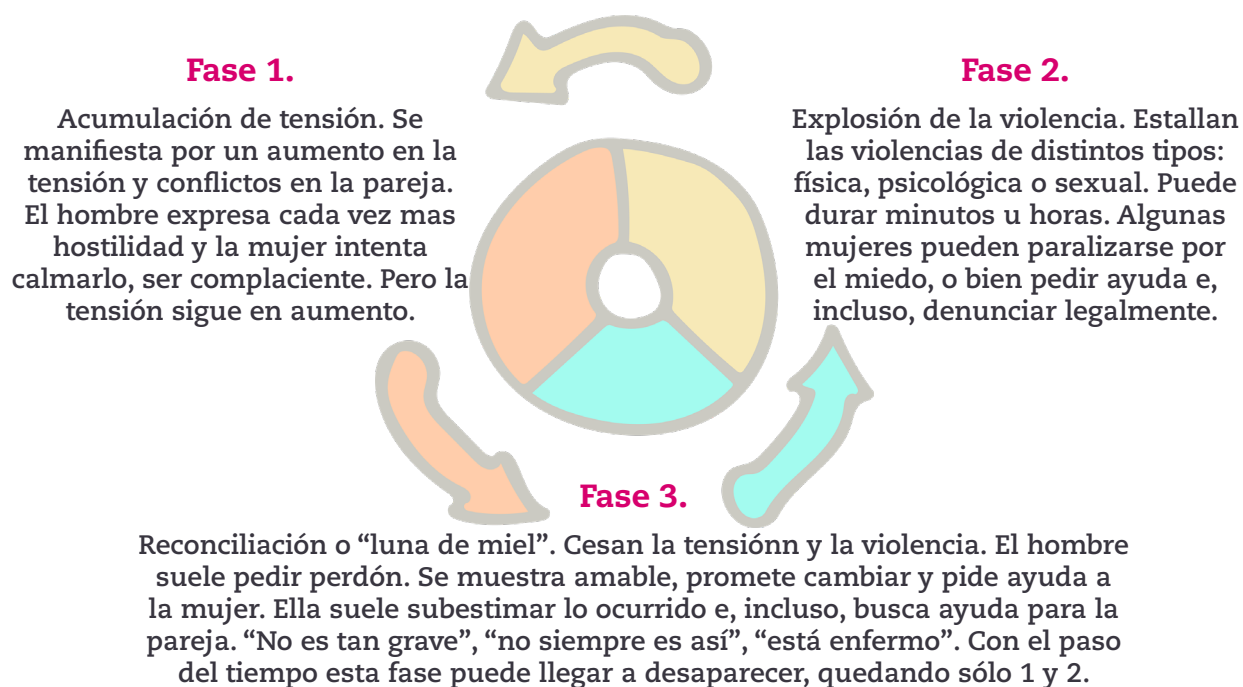 Fase 1.
Acumulación de tensión. Se
manifiesta por un aumento en la
tensión y conflictos en la pareja.
El hombre expresa cada vez mas
hostilidad y la mujer intenta
calmarlo, ser complaciente. Pero la
tensión sigue en aumento.
Fase 2.
Explosión de la violencia. Estallan
las violencias de distintos tipos:
física, psicológica o sexual. Puede
durar minutos u horas. Algunas
mujeres pueden paralizarse por
el miedo, o bien pedir ayuda e,
incluso, denunciar legalmente.
Fase 3.
Reconciliación o “luna de miel”. Cesan la tensiónn y la violencia. El hombre
suele pedir perdón. Se muestra amable, promete cambiar y pide ayuda a
la mujer. Ella suele subestimar lo ocurrido e, incluso, busca ayuda para la
pareja. “No es tan grave”, “no siempre es así”, “está enfermo”. Con el paso
del tiempo esta fase puede llegar a desaparecer, quedando sólo 1 y 2.